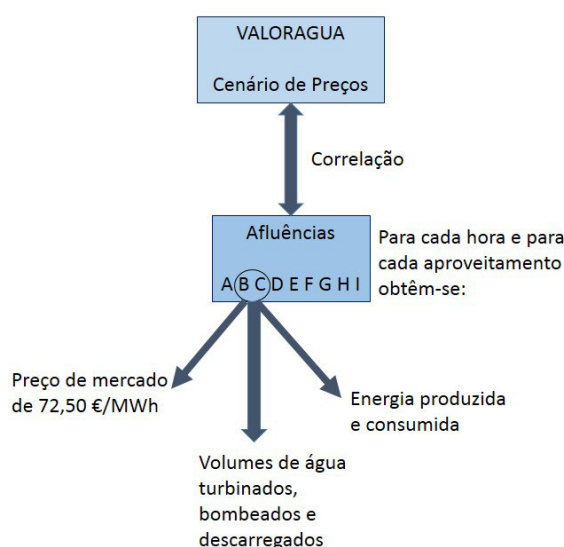 VALORAGUA
Cenário de Preços
Correlação
Afluências
A B C D E F G H I
Para cada hora e para
cada aproveitamento
obtêm-se:
Preço de mercado
de 72,50 €/MWh
Energia produzida
e consumida
Volumes de água
turbinados,
bombeados e
descarregados